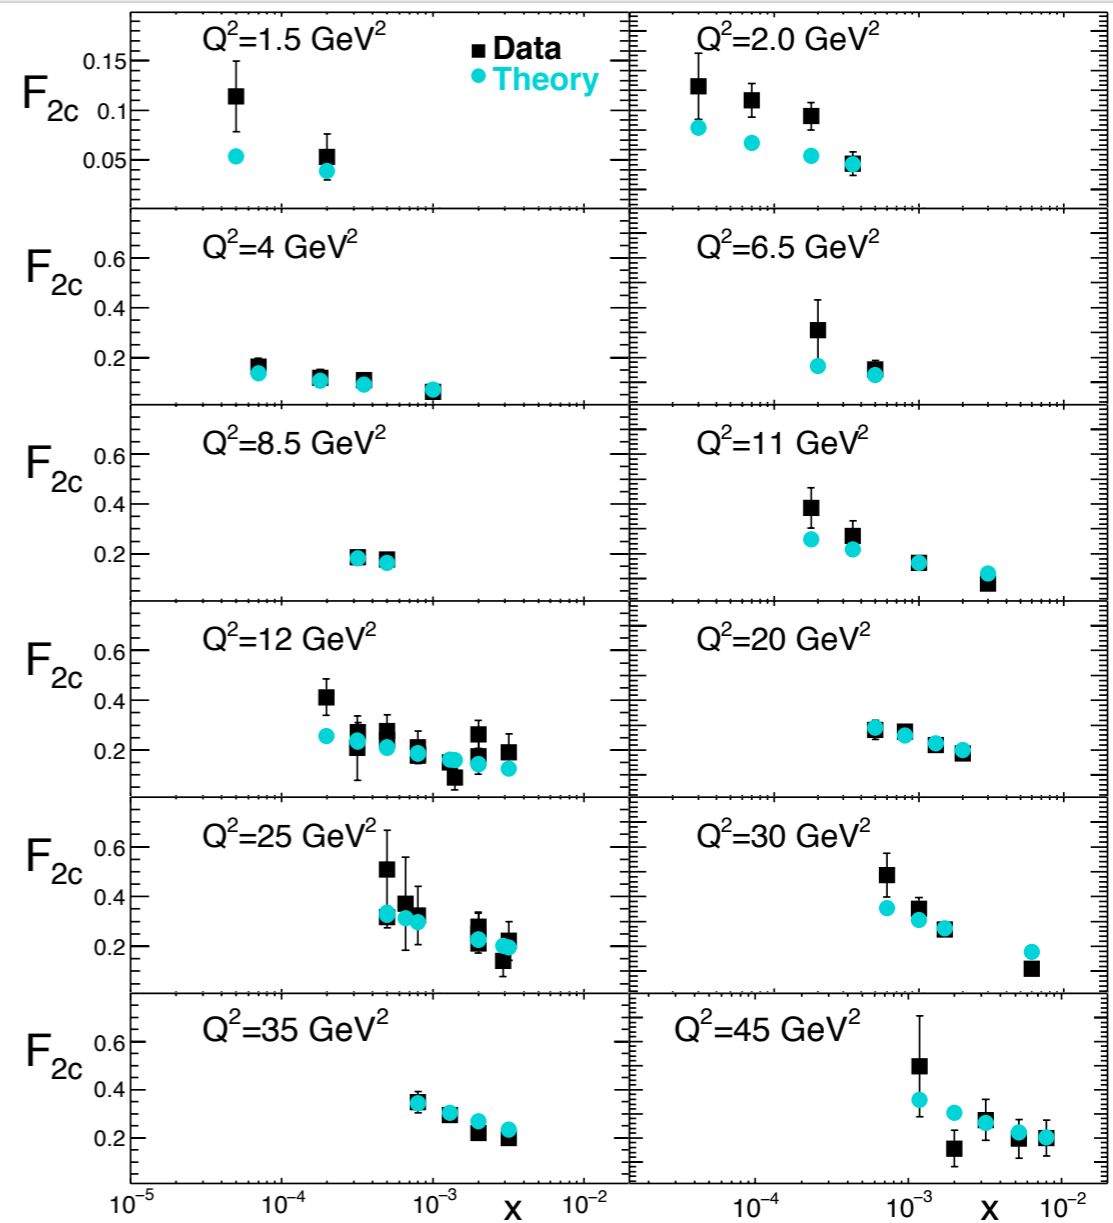 Q²=1.5 GeV²
Data
Theory
Q²=2.0 GeV²
F₂c
0.15
0.1
0.05
Q²=4 GeV²
Q²=6.5 GeV²
F₂c
0.6
0.4
0.2
Q²=8.5 GeV²
Q²=11 GeV²
F₂c
0.6
0.4
0.2
Q²=12 GeV²
Q²=20 GeV²
F₂c
0.6
0.4
0.2
Q²=25 GeV²
Q²=30 GeV²
F₂c
0.6
0.4
0.2
Q²=35 GeV²
Q²=45 GeV²
F₂c
0.6
0.4
0.2
10⁻⁵ 10⁻⁴ 10⁻³ x 10⁻²
10⁻⁴ 10⁻³ x 10⁻²